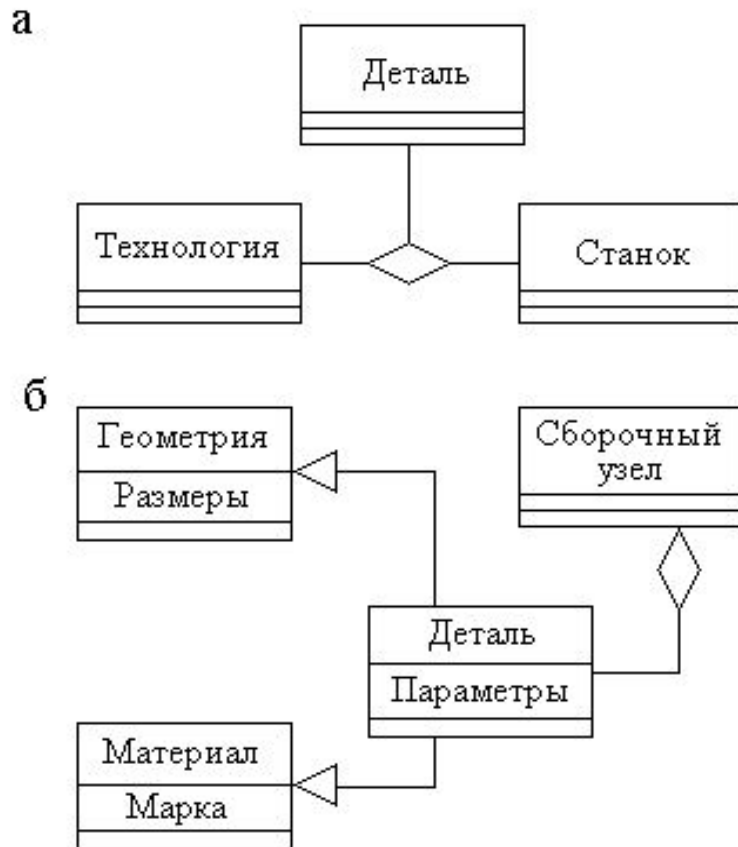 а
Деталь
Технология
Станок
б
Геометрия
Размеры
Сборочный
узел
Деталь
Параметры
Материал
Марка